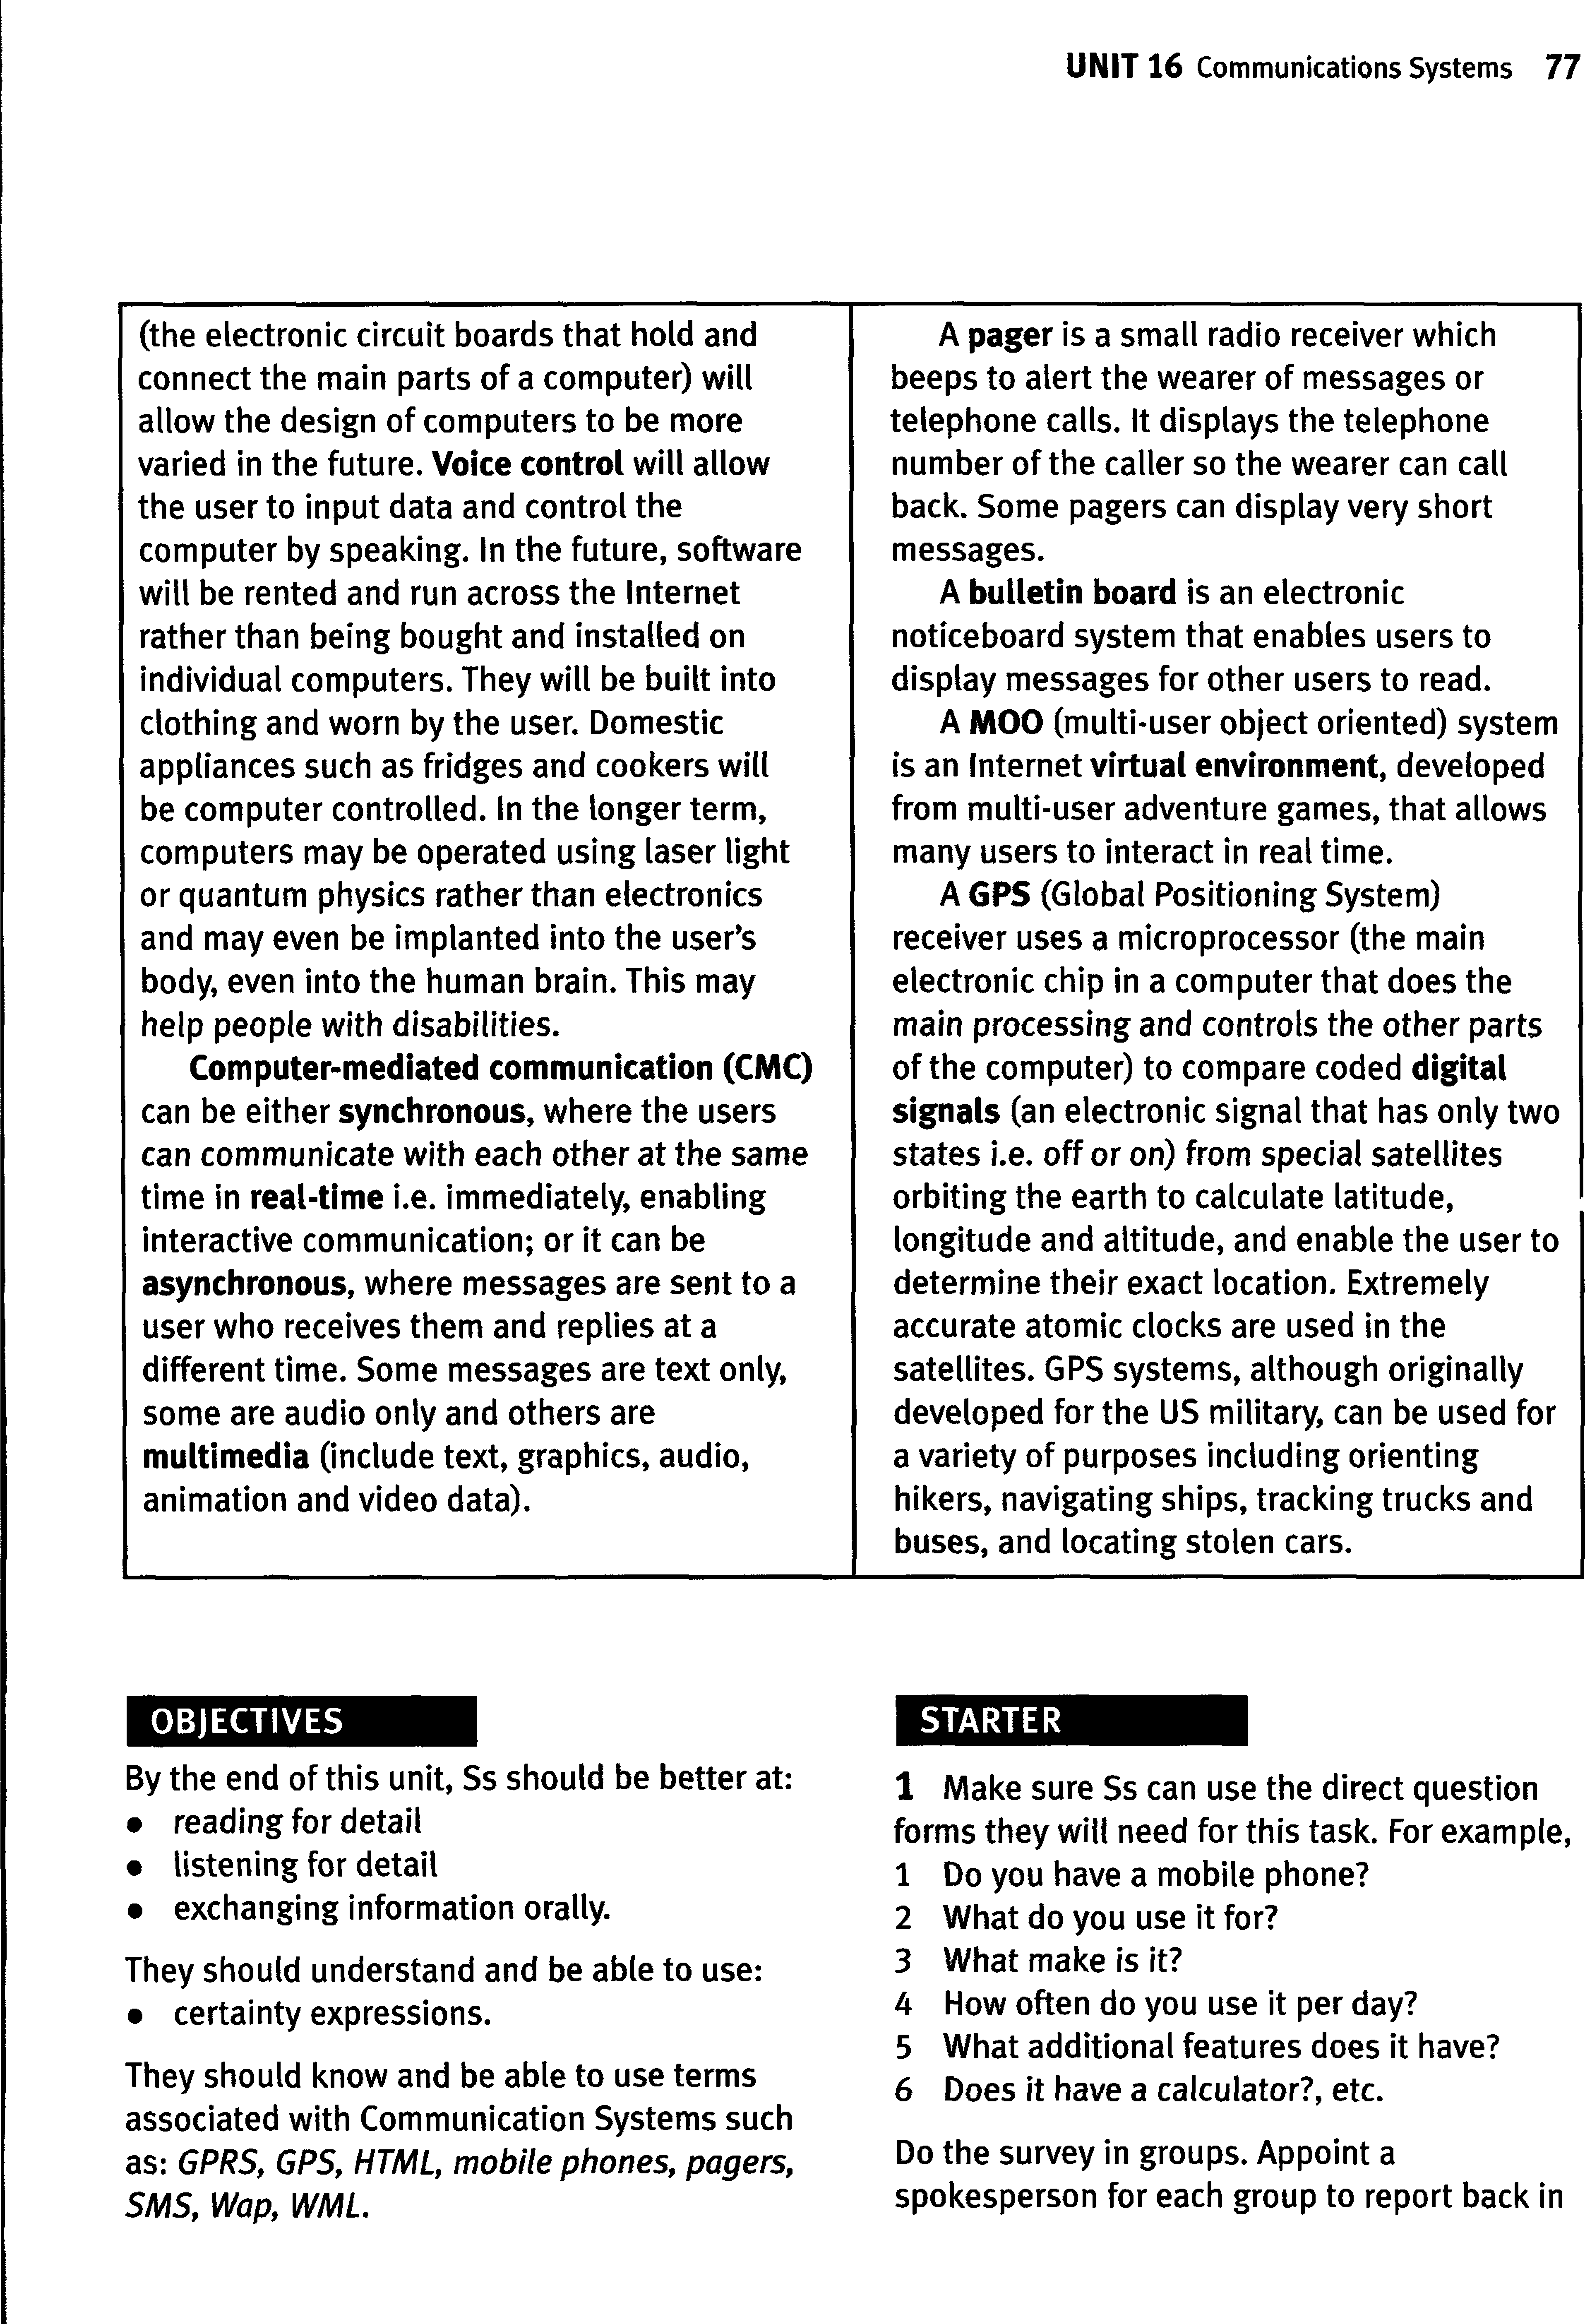 UNIT 16 Communications Systems 77
(the electronic circuit boards that hold and
connect the main parts of a computer) will
allow the design of computers to be more
varied in the future. Voice control will allow
the user to input data and control the
computer by speaking. In the future, software
will be rented and run across the Internet
rather than being bought and installed on
individual computers. They will be built into
clothing and worn by the user. Domestic
appliances such as fridges and cookers will
be computer controlled. In the longer term,
computers may be operated using laser light
or quantum physics rather than electronics
and may even be implanted into the user's
body, even into the human brain. This may
help people with disabilities.
Computer-mediated communication (CMC)
can be either synchronous, where the users
can communicate with each other at the same
time in real-time i.e. immediately, enabling
interactive communication; or it can be
asynchronous, where messages are sent to a
user who receives them and replies at a
different time. Some messages are text only,
some are audio only and others are
multimedia (include text, graphics, audio,
animation and video data).
A pager is a small radio receiver which
beeps to alert the wearer of messages or
telephone calls. It displays the telephone
number of the caller so the wearer can call
back. Some pagers can display very short
messages.
A bulletin board is an electronic
noticeboard system that enables users to
display messages for other users to read.
A MOO (multi-user object oriented) system
is an Internet virtual environment, developed
from multi-user adventure games, that allows
many users to interact in real time.
A GPS (Global Positioning System)
receiver uses a microprocessor (the main
electronic chip in a computer that does the
main processing and controls the other parts
of the computer) to compare coded digital
signals (an electronic signal that has only two
states i.e. off or on) from special satellites
orbiting the earth to calculate latitude,
longitude and altitude, and enable the user to
determine their exact location. Extremely
accurate atomic clocks are used in the
satellites. GPS systems, although originally
developed for the US military, can be used for
a variety of purposes including orienting
hikers, navigating ships, tracking trucks and
buses, and locating stolen cars.
OBJECTIVES
By the end of this unit, Ss should be better at:
• reading for detail
• listening for detail
• exchanging information orally.
They should understand and be able to use:
• certainty expressions.
They should know and be able to use terms
associated with Communication Systems such
as: GPRS, GPS, HTML, mobile phones, pagers,
SMS, Wap, WML.
STARTER
1 Make sure Ss can use the direct question
forms they will need for this task. For example,
1 Do you have a mobile phone?
2 What do you use it for?
3 What make is it?
4 How often do you use it per day?
5 What additional features does it have?
6 Does it have a calculator?, etc.
Do the survey in groups. Appoint a
spokesperson for each group to report back in